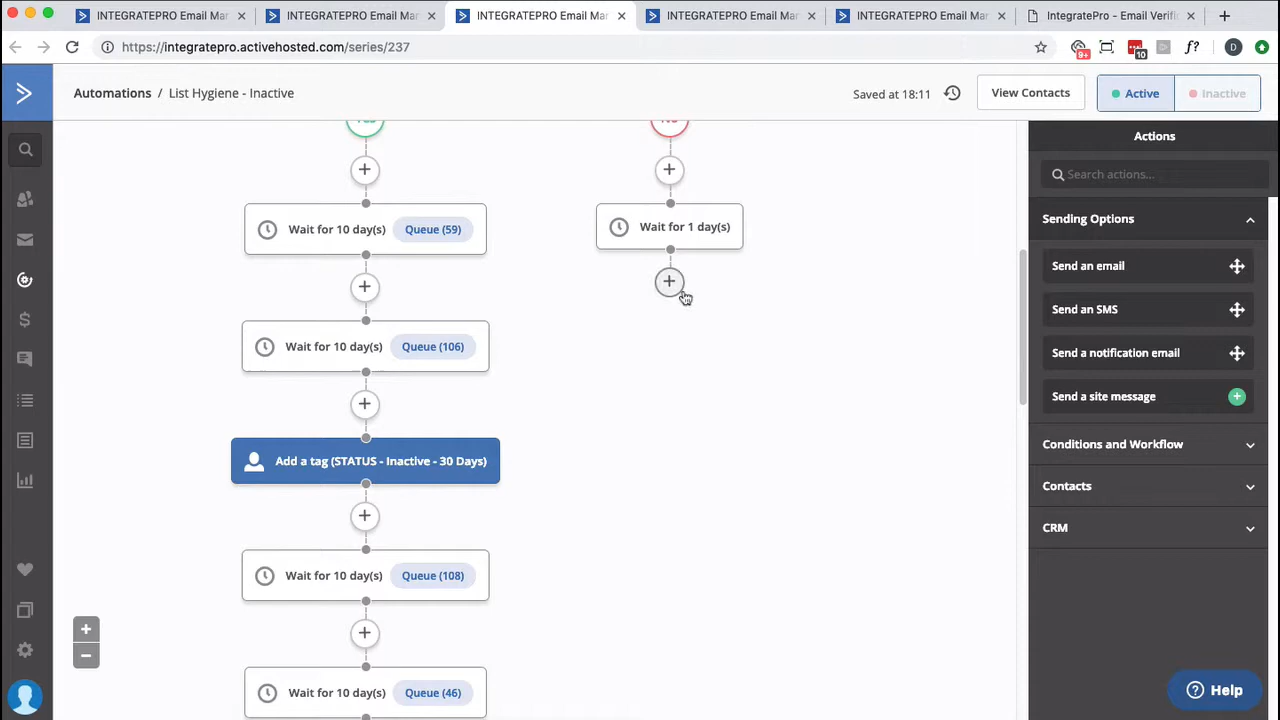 INTEGRATEPRO Email Mar
INTEGRATEPRO Email Mar
INTEGRATEPRO Email Mar
INTEGRATEPRO Email Mar
INTEGRATEPRO Email Mar
IntegratePro - Email Verific
https://integratepro.activehosted.com/series/237
9+
10
f?
D
Automations / List Hygiene - Inactive
Saved at 18:11
View Contacts
Active
Inactive
YES
NO
Actions
Search actions...
Wait for 10 day(s) Queue (59)
Wait for 1 day(s)
Sending Options
Send an email
Send an SMS
Wait for 10 day(s) Queue (106)
Send a notification email
Send a site message
Conditions and Workflow
Add a tag (STATUS - Inactive - 30 Days)
Contacts
CRM
Wait for 10 day(s) Queue (108)
Wait for 10 day(s) Queue (46)
Help